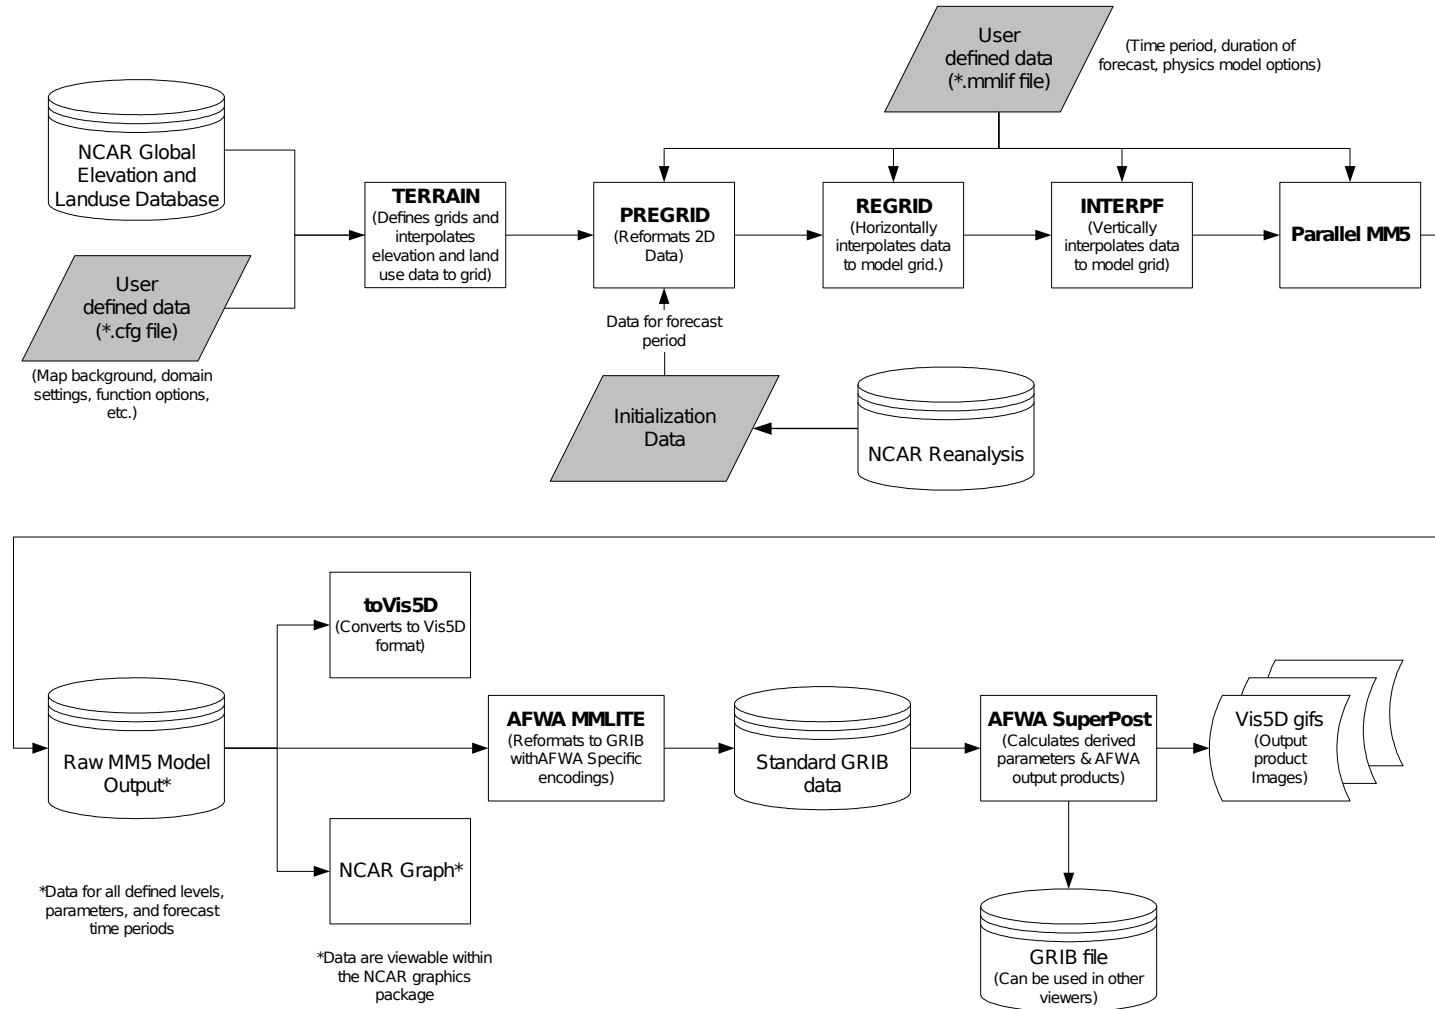 User
defined data
(*.mmlif file)
(Time period, duration of
forecast, physics model options)
NCAR Global
Elevation and
Landuse Database
TERRAIN
(Defines grids and
interpolates
elevation and land
use data to grid)
PREGRID
(Reformats 2D
Data)
REGRID
(Horizontally
interpolates data
to model grid.)
INTERPF
(Vertically
interpolates data
to model grid)
Parallel MM5
User
defined data
(*.cfg file)
(Map background, domain
settings, function options,
etc.)
Data for forecast
period
Initialization
Data
NCAR Reanalysis
toVis5D
(Converts to Vis5D
format)
Raw MM5 Model
Output*
AFWA MMLITE
(Reformats to GRIB
withAFWA Specific
encodings)
Standard GRIB
data
AFWA SuperPost
(Calculates derived
parameters & AFWA
output products)
Vis5D gifs
(Output
product
Images)
NCAR Graph*
*Data for all defined levels,
parameters, and forecast
time periods
*Data are viewable within
the NCAR graphics
package
GRIB file
(Can be used in other
viewers)